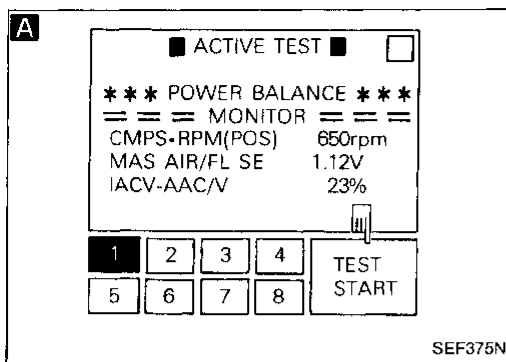 A
■ ACTIVE TEST ■
＊＊＊ POWER BALANCE ＊＊＊
＝＝＝ MONITOR ＝＝＝
CMPS•RPM(POS) 650rpm
MAS AIR/FL SE 1.12V
IACV-AAC/V 23%
1 2 3 4 TEST
5 6 7 8 START
SEF375N